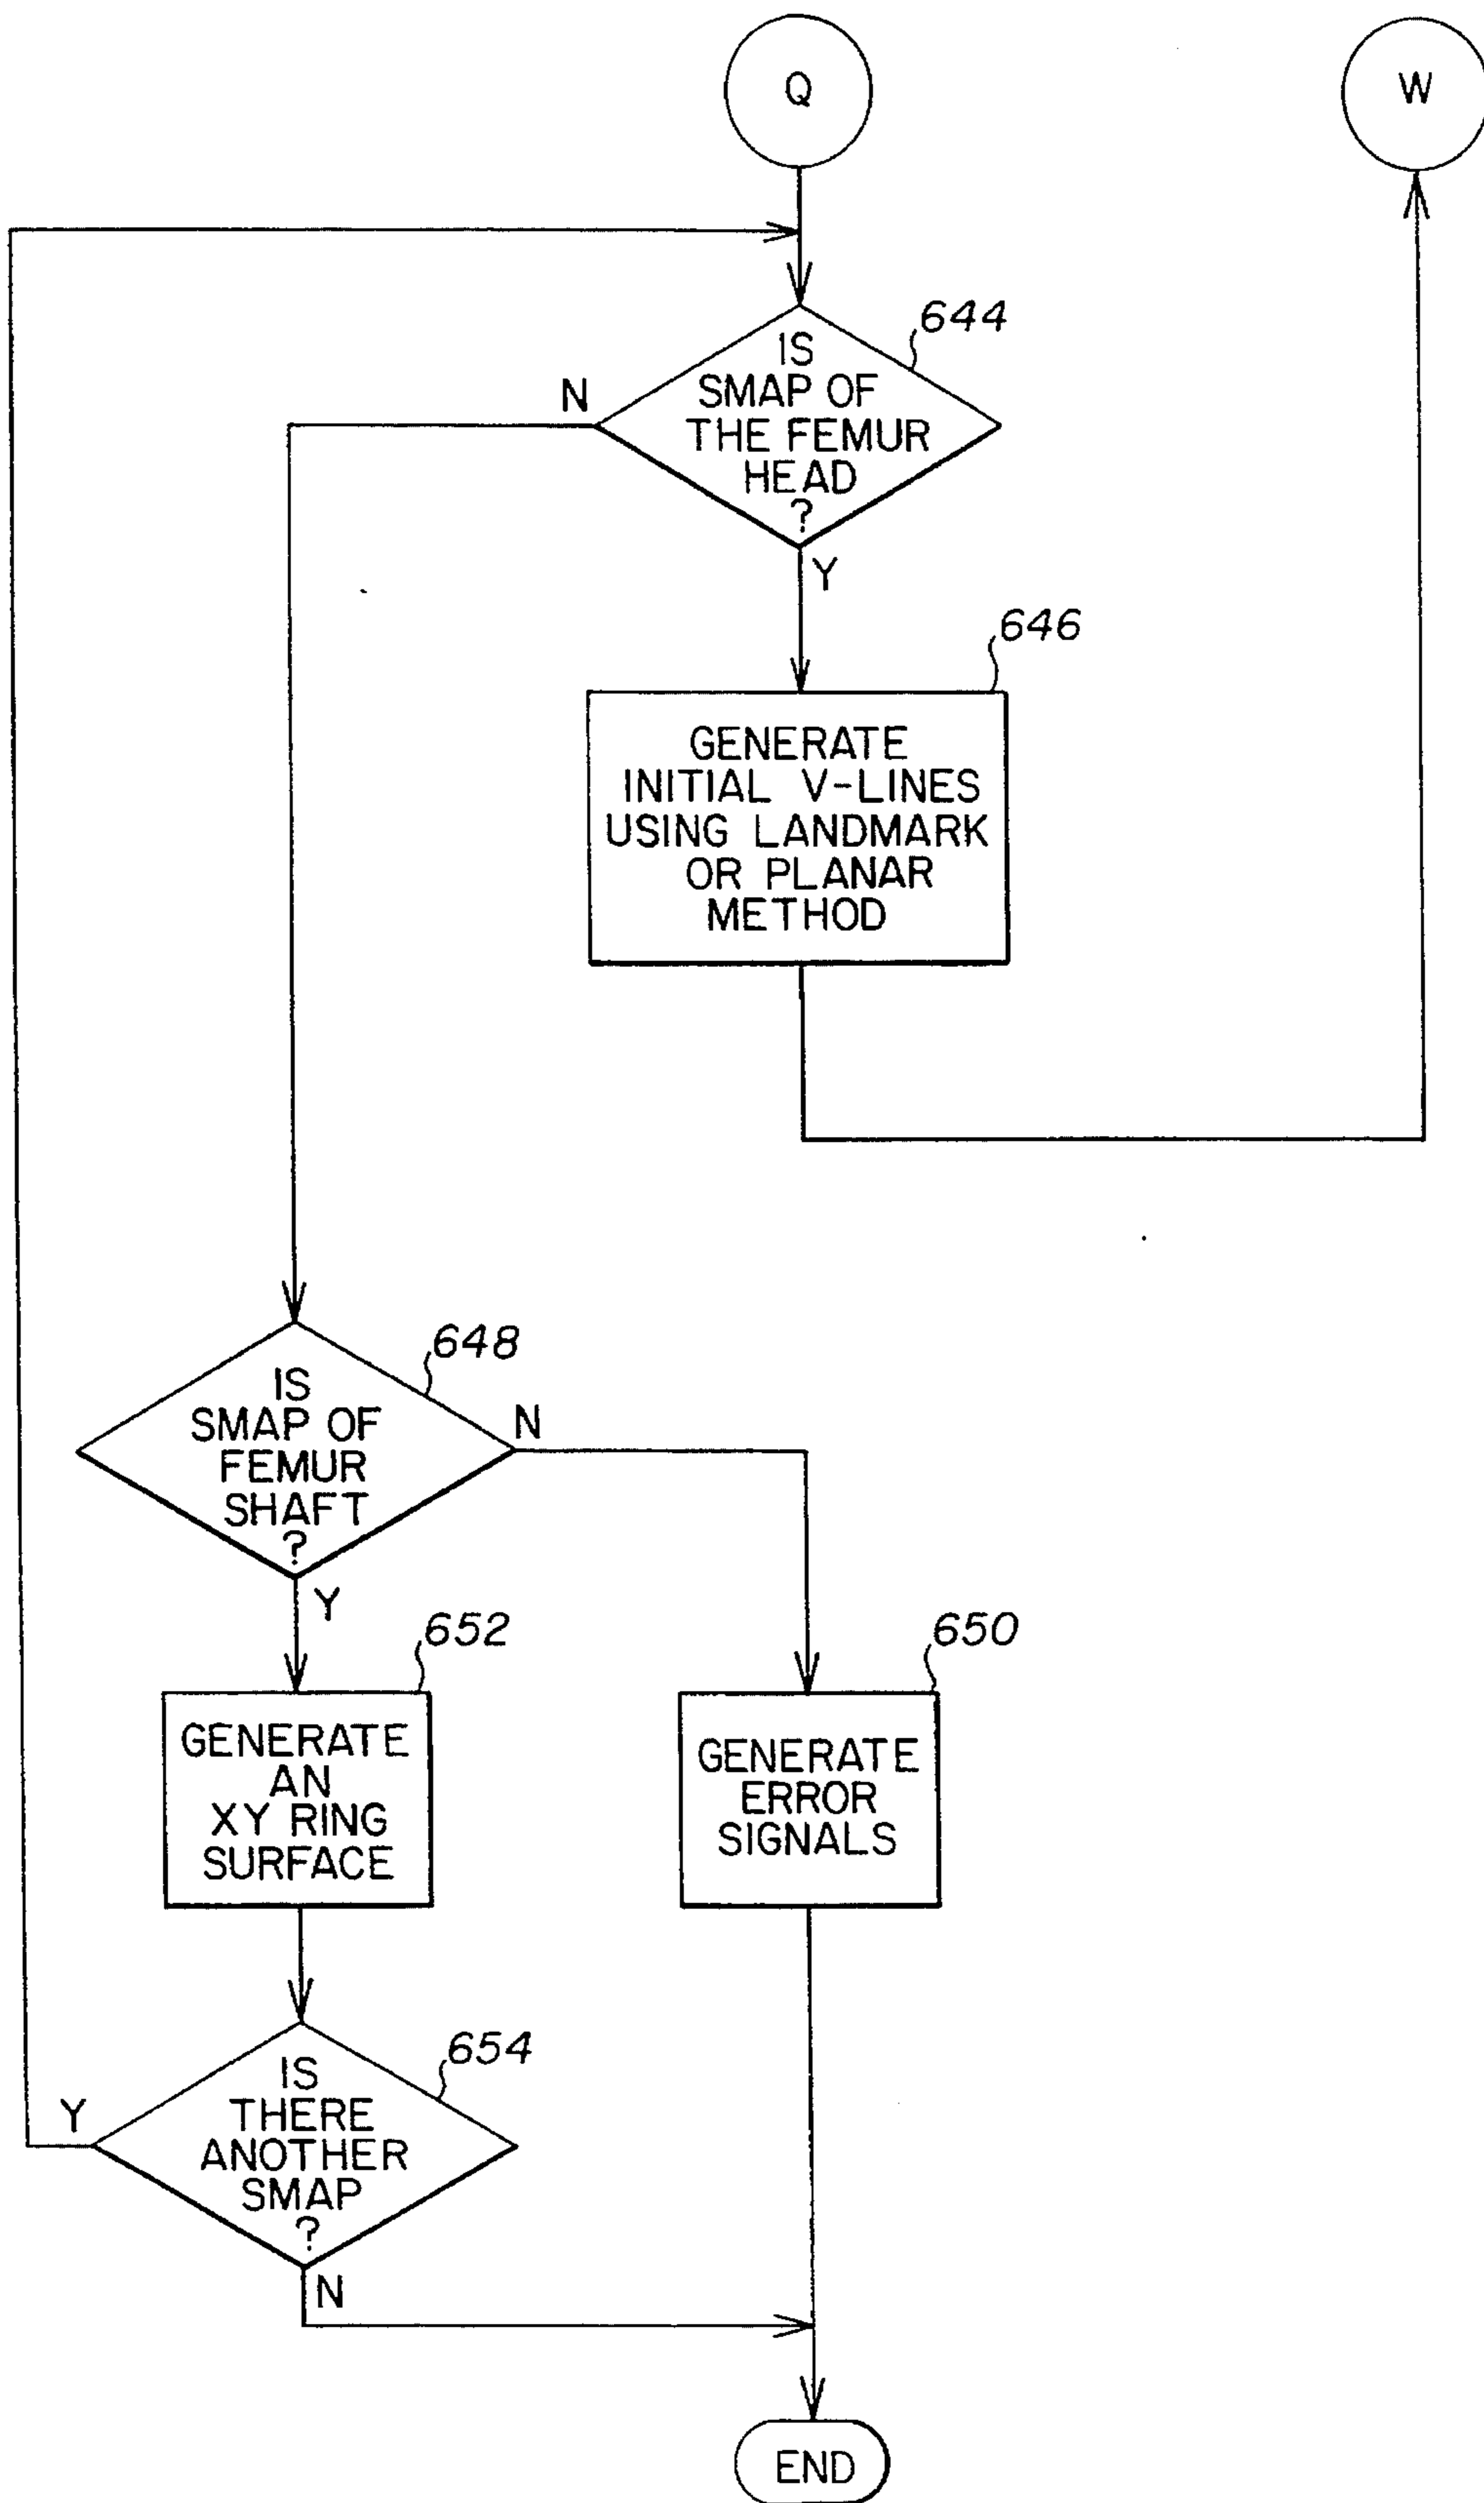 Q
W
644
IS
SMAP OF
THE FEMUR
HEAD
?
N
Y
646
GENERATE
INITIAL V-LINES
USING LANDMARK
OR PLANAR
METHOD
648
IS
SMAP OF
FEMUR
SHAFT
?
N
Y
652
GENERATE
AN
XY RING
SURFACE
650
GENERATE
ERROR
SIGNALS
654
IS
THERE
ANOTHER
SMAP
?
Y
N
END